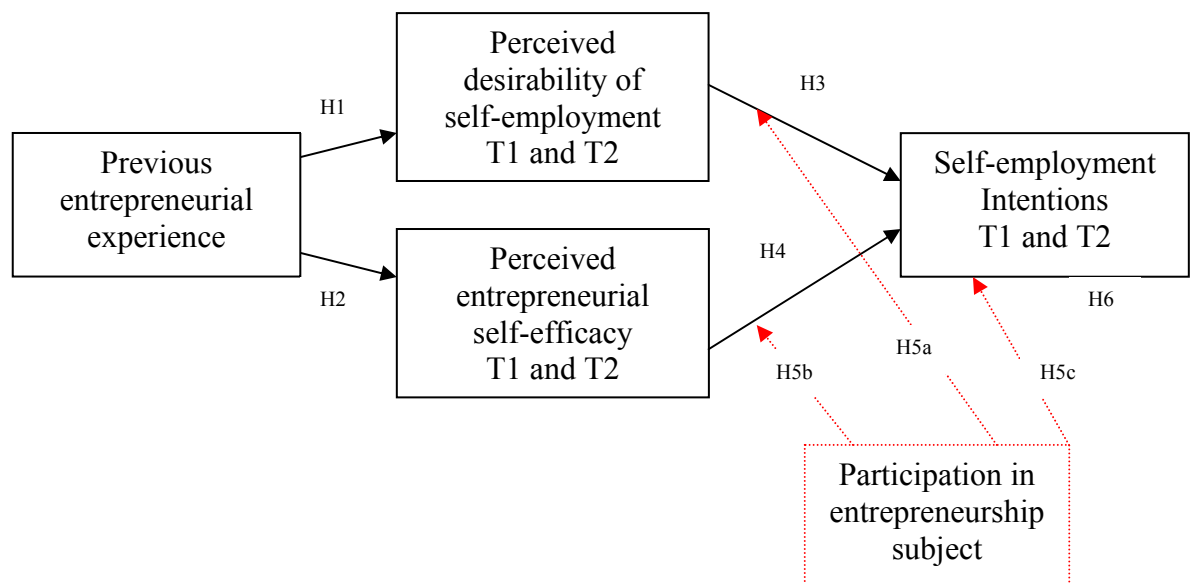 Previous
entrepreneurial
experience
H1
H2
Perceived
desirability of
self-employment
T1 and T2
Perceived
entrepreneurial
self-efficacy
T1 and T2
H3
H4
Self-employment
Intentions
T1 and T2
H6
H5a
H5b
H5c
Participation in
entrepreneurship
subject